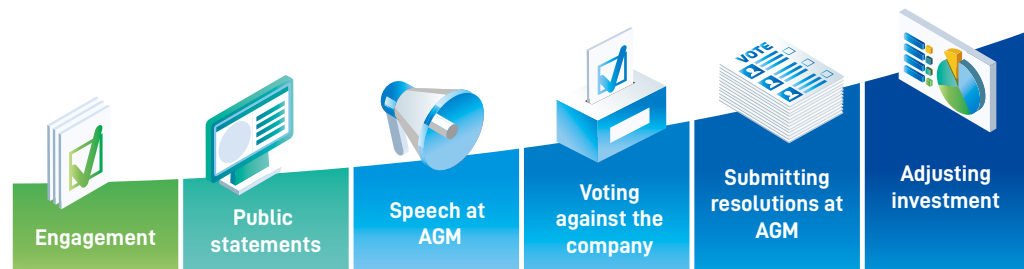 Engagement
Public
statements
Speech at
AGM
Voting
against the
company
VOTE
Submitting
resolutions at
AGM
Adjusting
investment